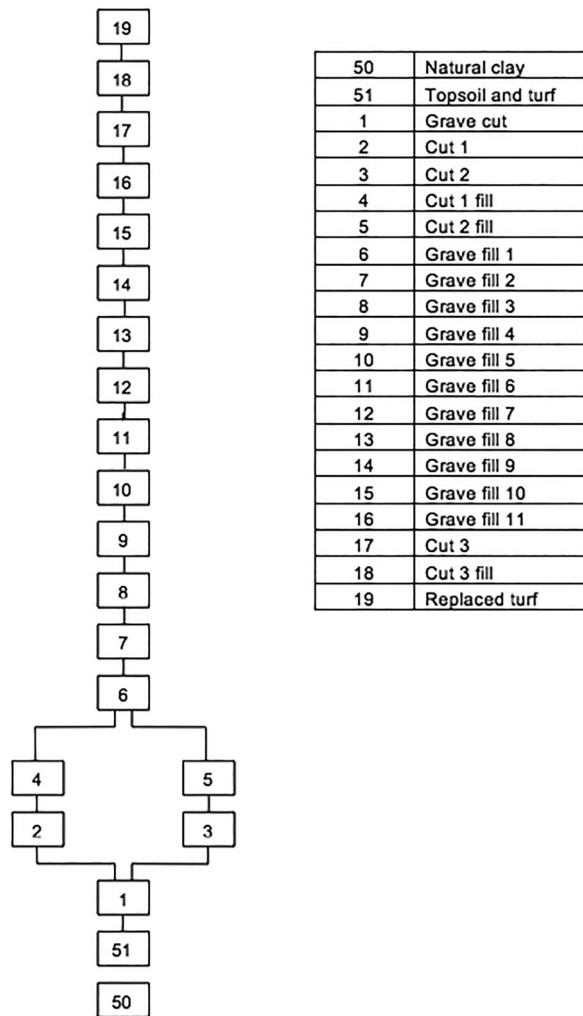 19
18
17
16
15
14
13
12
11
10
9
8
7
6
4 5
2 3
1
51
50
50 Natural clay
51 Topsoil and turf
1 Grave cut
2 Cut 1
3 Cut 2
4 Cut 1 fill
5 Cut 2 fill
6 Grave fill 1
7 Grave fill 2
8 Grave fill 3
9 Grave fill 4
10 Grave fill 5
11 Grave fill 6
12 Grave fill 7
13 Grave fill 8
14 Grave fill 9
15 Grave fill 10
16 Grave fill 11
17 Cut 3
18 Cut 3 fill
19 Replaced turf